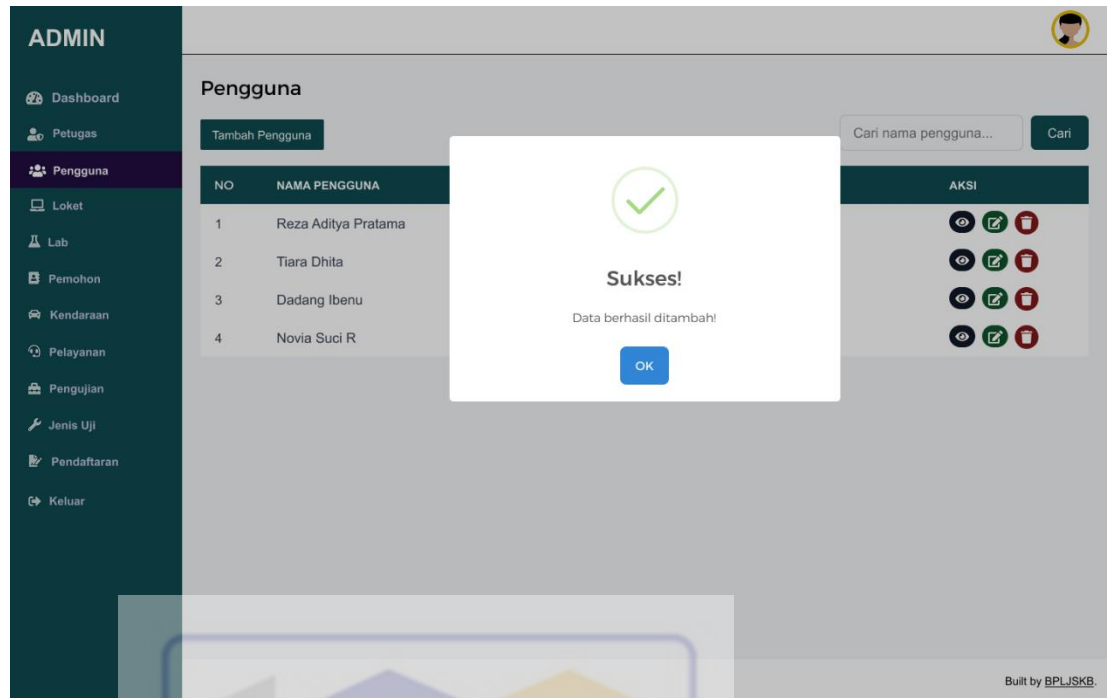 ADMIN
Dashboard
Petugas
Pengguna
Loket
Lab
Pemohon
Kendaraan
Pelayanan
Pengujian
Jenis Uji
Pendaftaran
Keluar
Pengguna
Tambah Pengguna
Cari nama pengguna... Cari
NO NAMA PENGGUNA AKSI
1 Reza Aditya Pratama
2 Tiara Dhita
3 Dadang Ibenu
4 Novia Suci R
Sukses!
Data berhasil ditambah!
OK
Built by BPLJSKB.